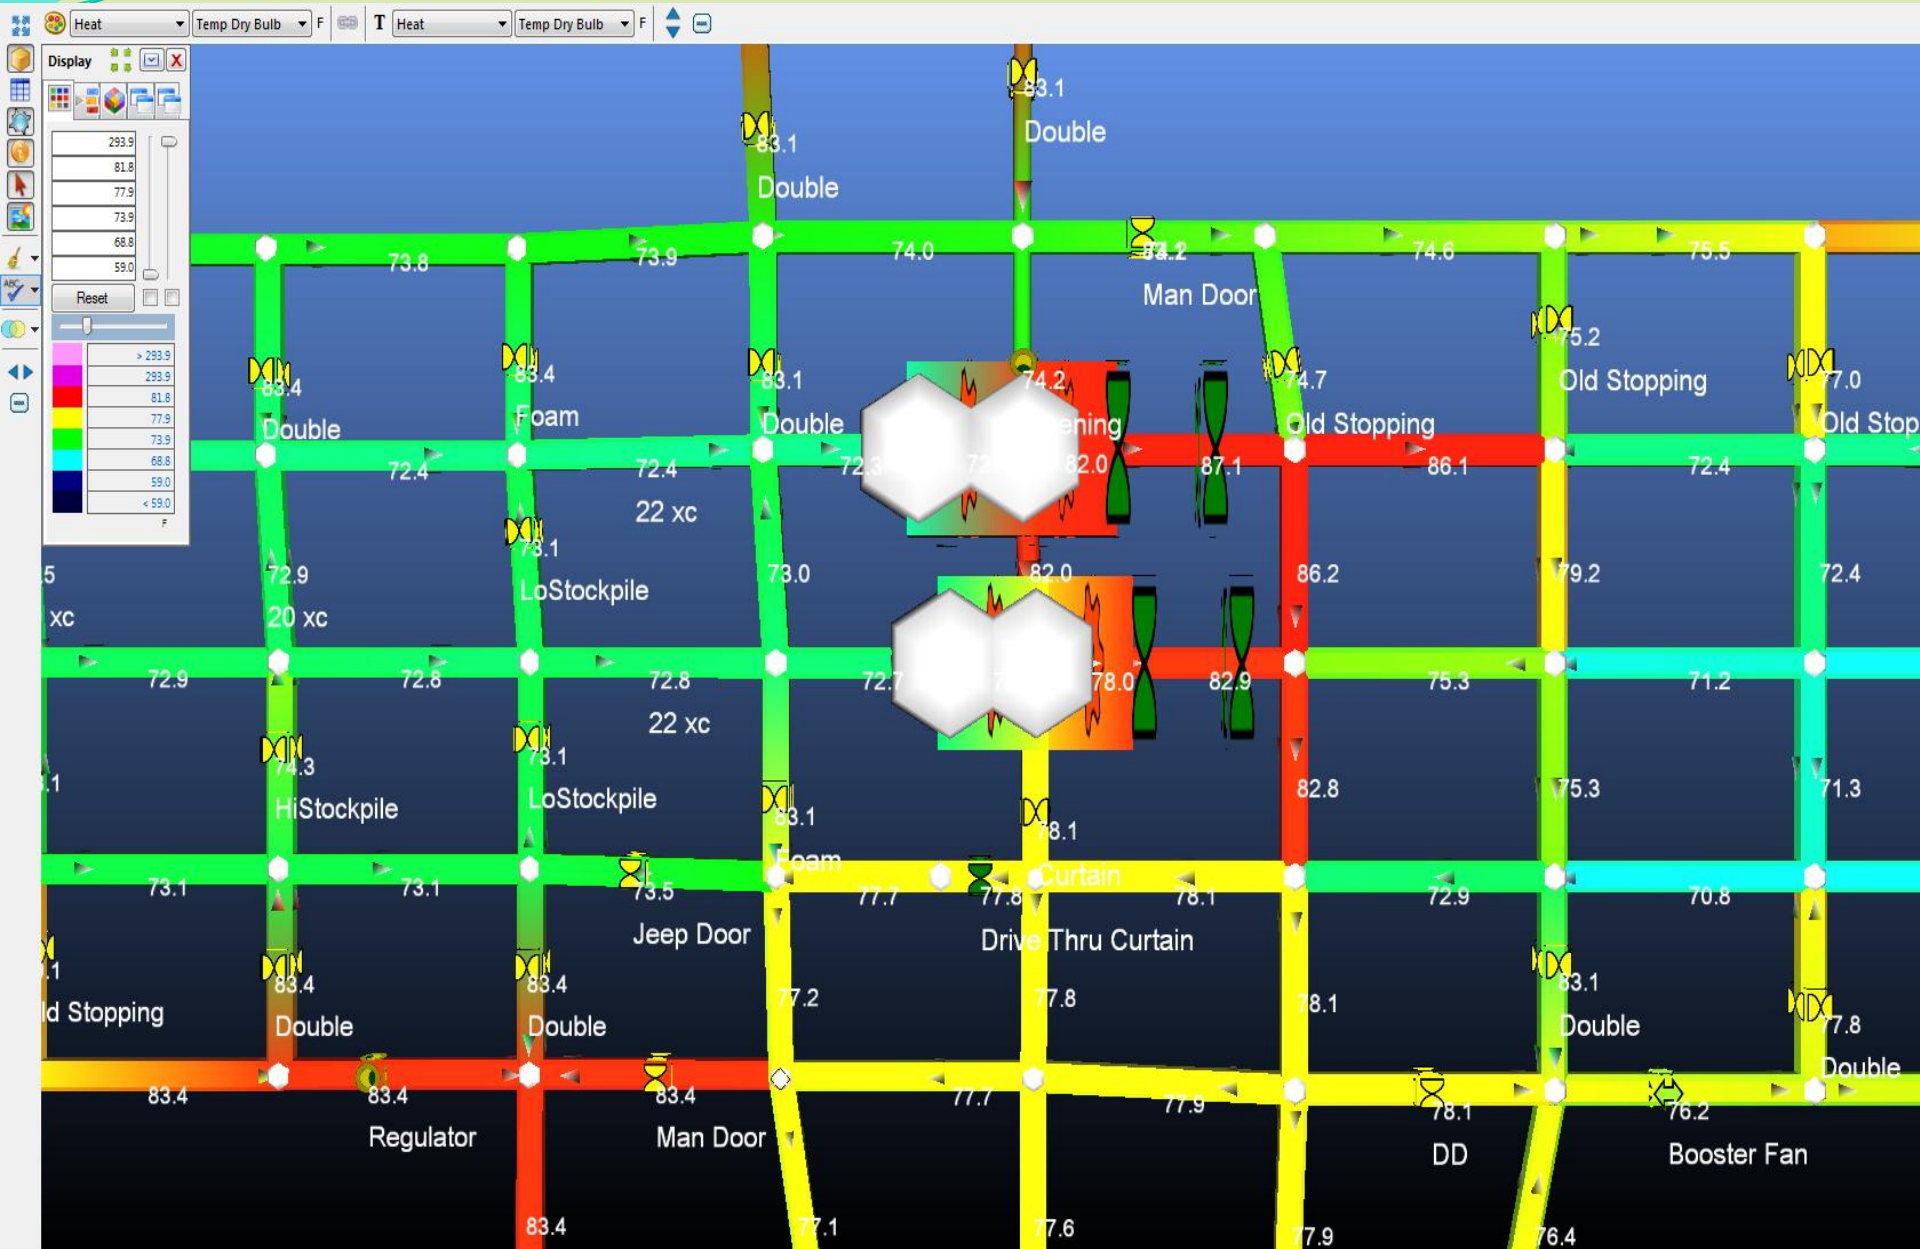 Heat Temp Dry Bulb F T Heat Temp Dry Bulb F
Display
293.9
81.8
77.9
73.9
68.8
59.0
Reset
> 293.9
293.9
81.8
77.9
73.9
68.8
59.0
< 59.0
F
ABC
83.1
Double
83.1
Double
73.8
73.9
74.0
74.6
75.5
Man Door
83.4
Double
83.4
Foam
83.1
Double
74.2
74.7
Old Stopping
75.2
Old Stopping
77.0
Old Stop
72.4
72.4
72.3
82.0
87.1
86.1
72.4
22 xc
73.1
LoStockpile
72.9
20 xc
xc
73.0
82.0
86.2
79.2
72.4
72.9
72.8
72.8
72.7
78.0
82.9
75.3
71.2
22 xc
74.3
HiStockpile
73.1
LoStockpile
83.1
Foam
78.1
Curtain
82.8
75.3
71.3
73.1
73.1
73.5
Jeep Door
77.7
77.8
Drive Thru Curtain
78.1
72.9
70.8
ld Stopping
83.4
Double
83.4
Double
77.2
77.8
78.1
83.1
Double
77.8
Double
83.4
83.4
Regulator
83.4
Man Door
77.7
77.9
78.1
DD
76.2
Booster Fan
83.4
77.1
77.6
77.9
76.4